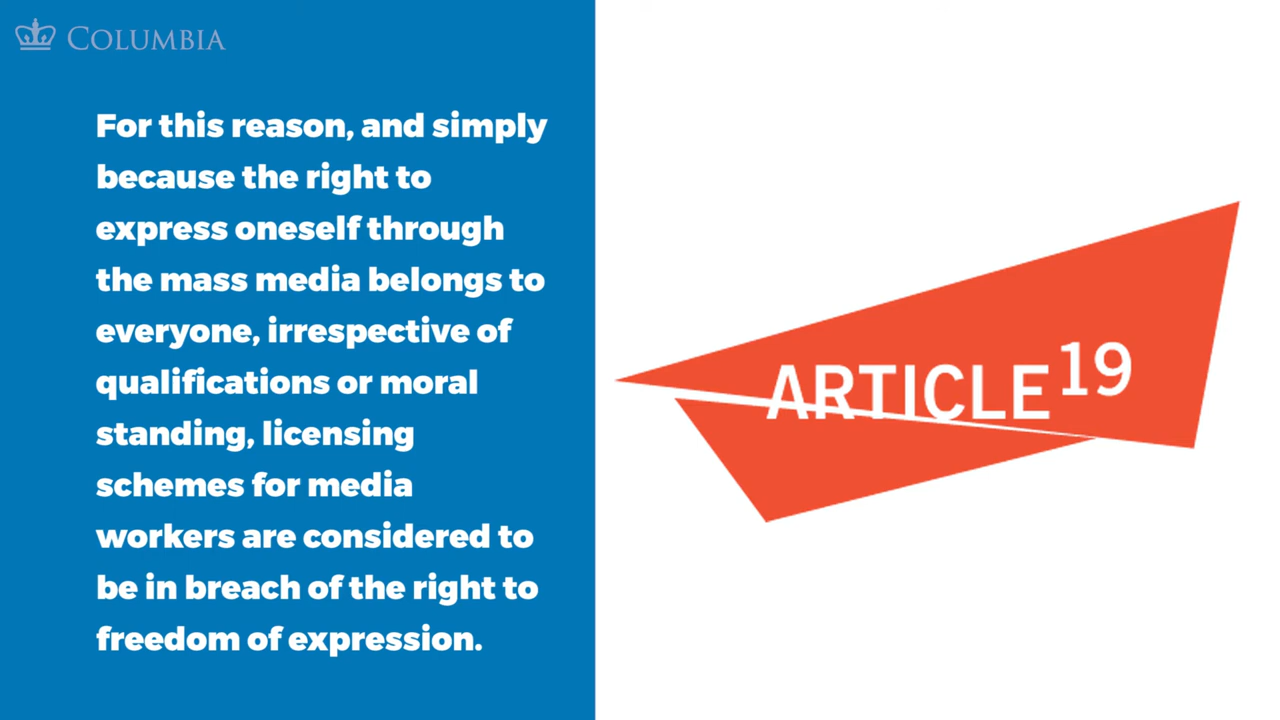 COLUMBIA
For this reason, and simply
because the right to
express oneself through
the mass media belongs to
everyone, irrespective of
qualifications or moral
standing, licensing
schemes for media
workers are considered to
be in breach of the right to
freedom of expression.
ARTICLE 19